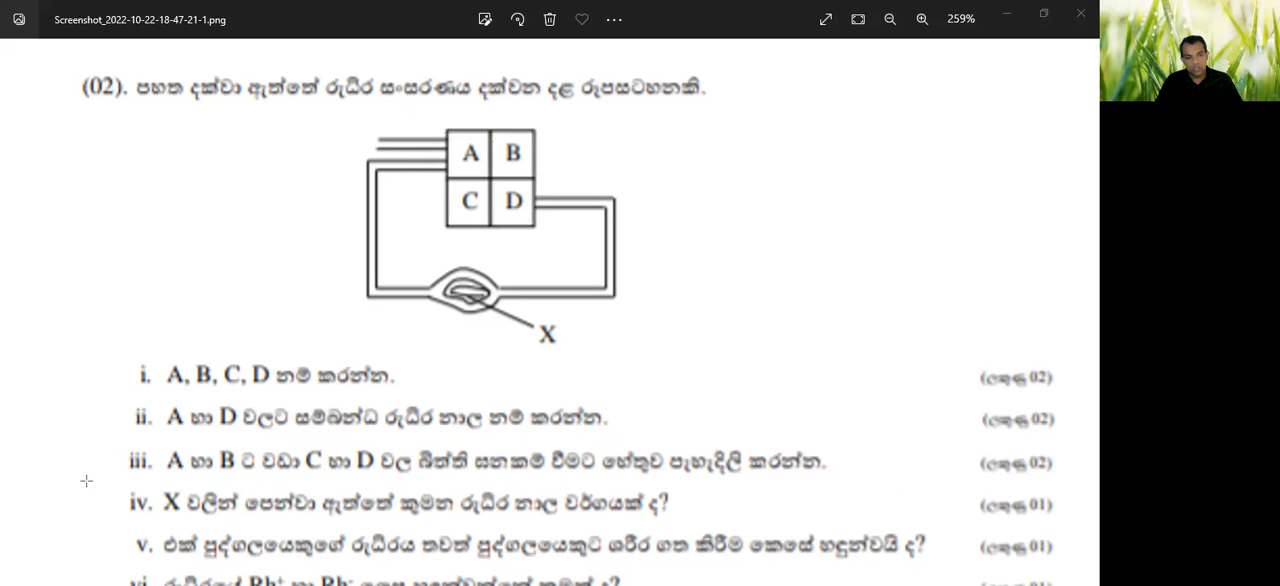 Screenshot_2022-10-22-18-47-21-1.png
259%
(02). පහත දක්වා ඇත්තේ රුධිර සංසරණය දක්වන දළ රූපසටහනකි.
A B
C D
X
i. A, B, C, D නම් කරන්න. (ලකුණු 02)
ii. A හා D වලට සම්බන්ධ රුධිර නාල නම් කරන්න. (ලකුණු 02)
iii. A හා B ට වඩා C හා D වල බිත්ති ඝනකම් වීමට හේතුව පැහැදිලි කරන්න. (ලකුණු 02)
iv. X වලින් පෙන්වා ඇත්තේ කුමන රුධිර නාල වර්ගයක් ද? (ලකුණු 01)
v. එක් පුද්ගලයෙකුගේ රුධිරය තවත් පුද්ගලයෙකුට ශරීර ගත කිරීම කෙසේ හඳුන්වයි ද? (ලකුණු 01)